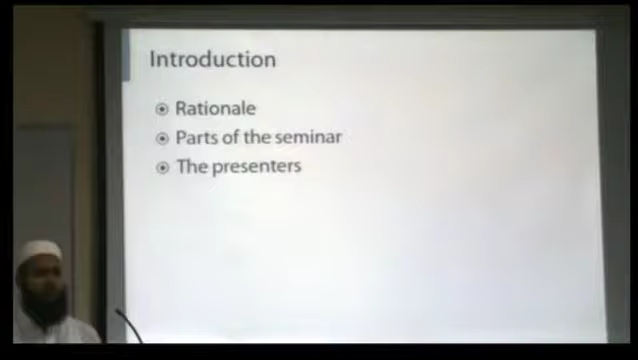 Introduction
Rationale
Parts of the seminar
The presenters